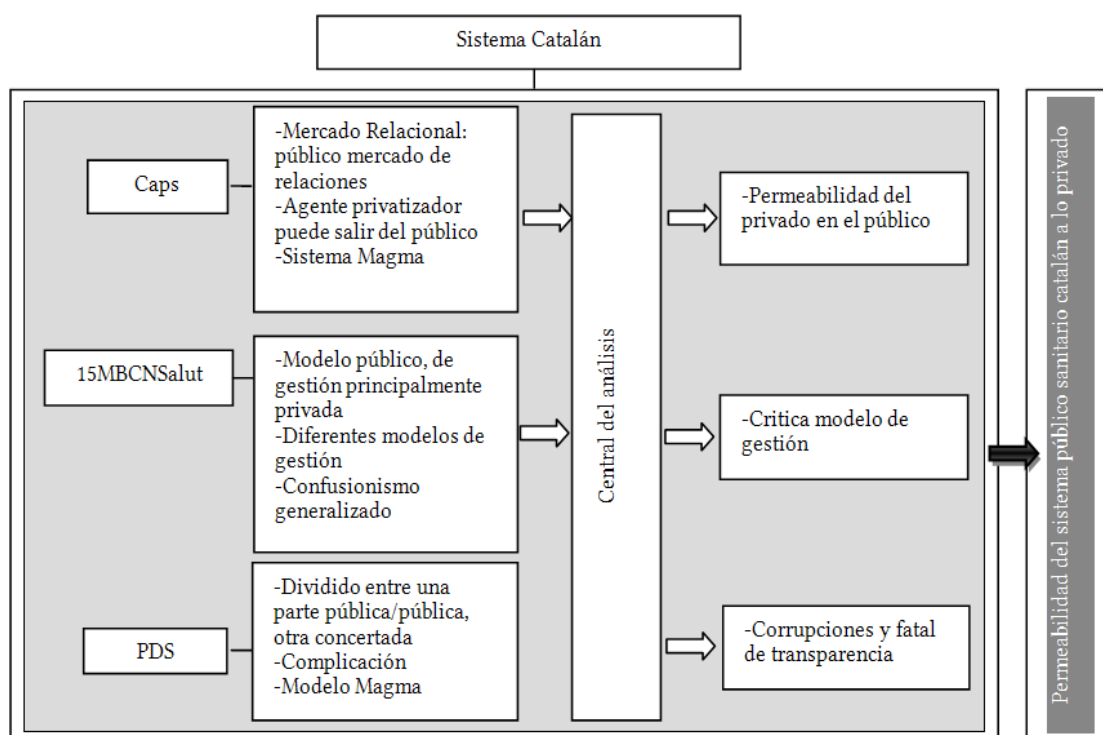 Sistema Catalán
Caps
-Mercado Relacional:
público mercado de
relaciones
-Agente privatizador
puede salir del público
-Sistema Magma
15MBCNSalut
-Modelo público, de
gestión principalmente
privada
-Diferentes modelos de
gestión
-Confusionismo
generalizado
PDS
-Dividido entre una
parte pública/pública,
otra concertada
-Complicación
-Modelo Magma
Central del análisis
-Permeabilidad del
privado en el público
-Critica modelo de
gestión
-Corrupciones y fatal
de transparencia
Permeabilidad del sistema público sanitario catalán a lo privado